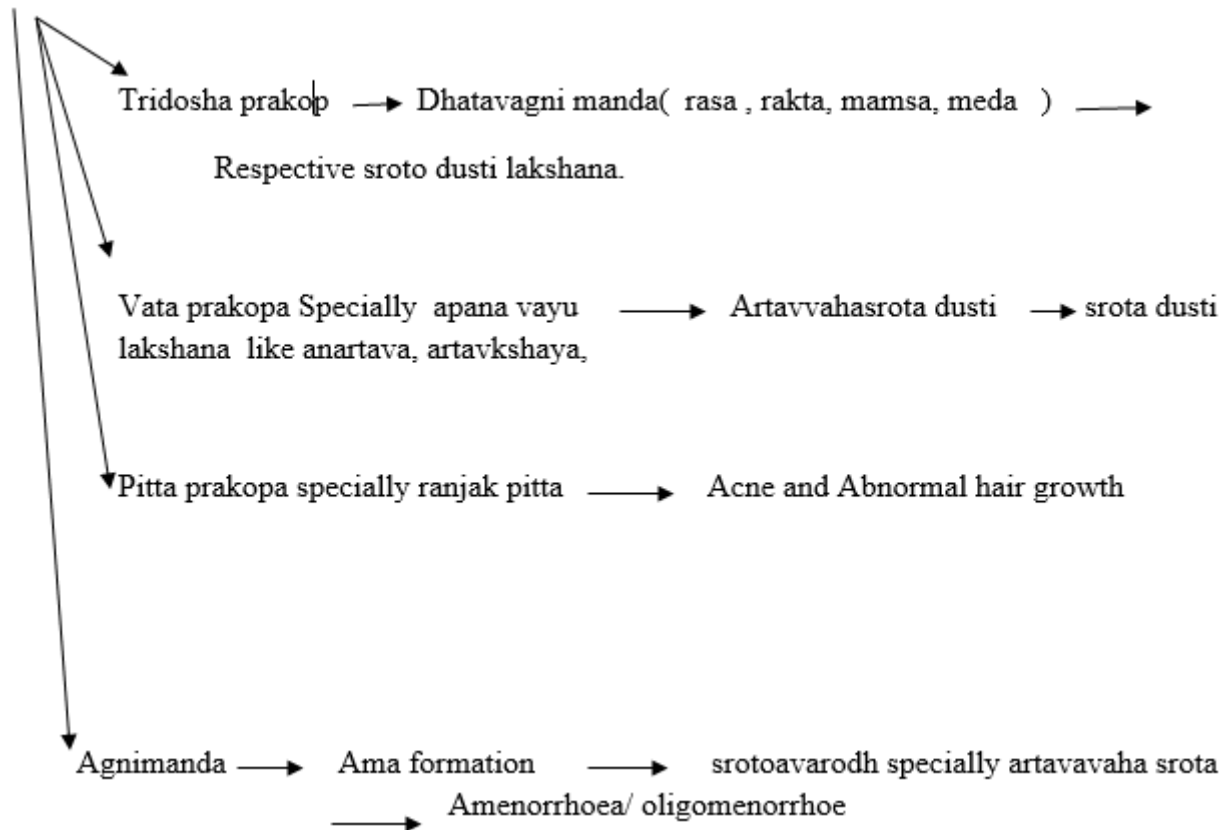 Tridosha prakop Dhatavagni manda( rasa , rakta, mamsa, meda )
Respective sroto dusti lakshana.
Vata prakopa Specially apana vayu Artavvahasrota dusti srota dusti
lakshana like anartava, artavkshaya,
Pitta prakopa specially ranjak pitta Acne and Abnormal hair growth
Agnimanda Ama formation srotoavarodh specially artavavaha srota
Amenorrhoea/ oligomenorrhoe